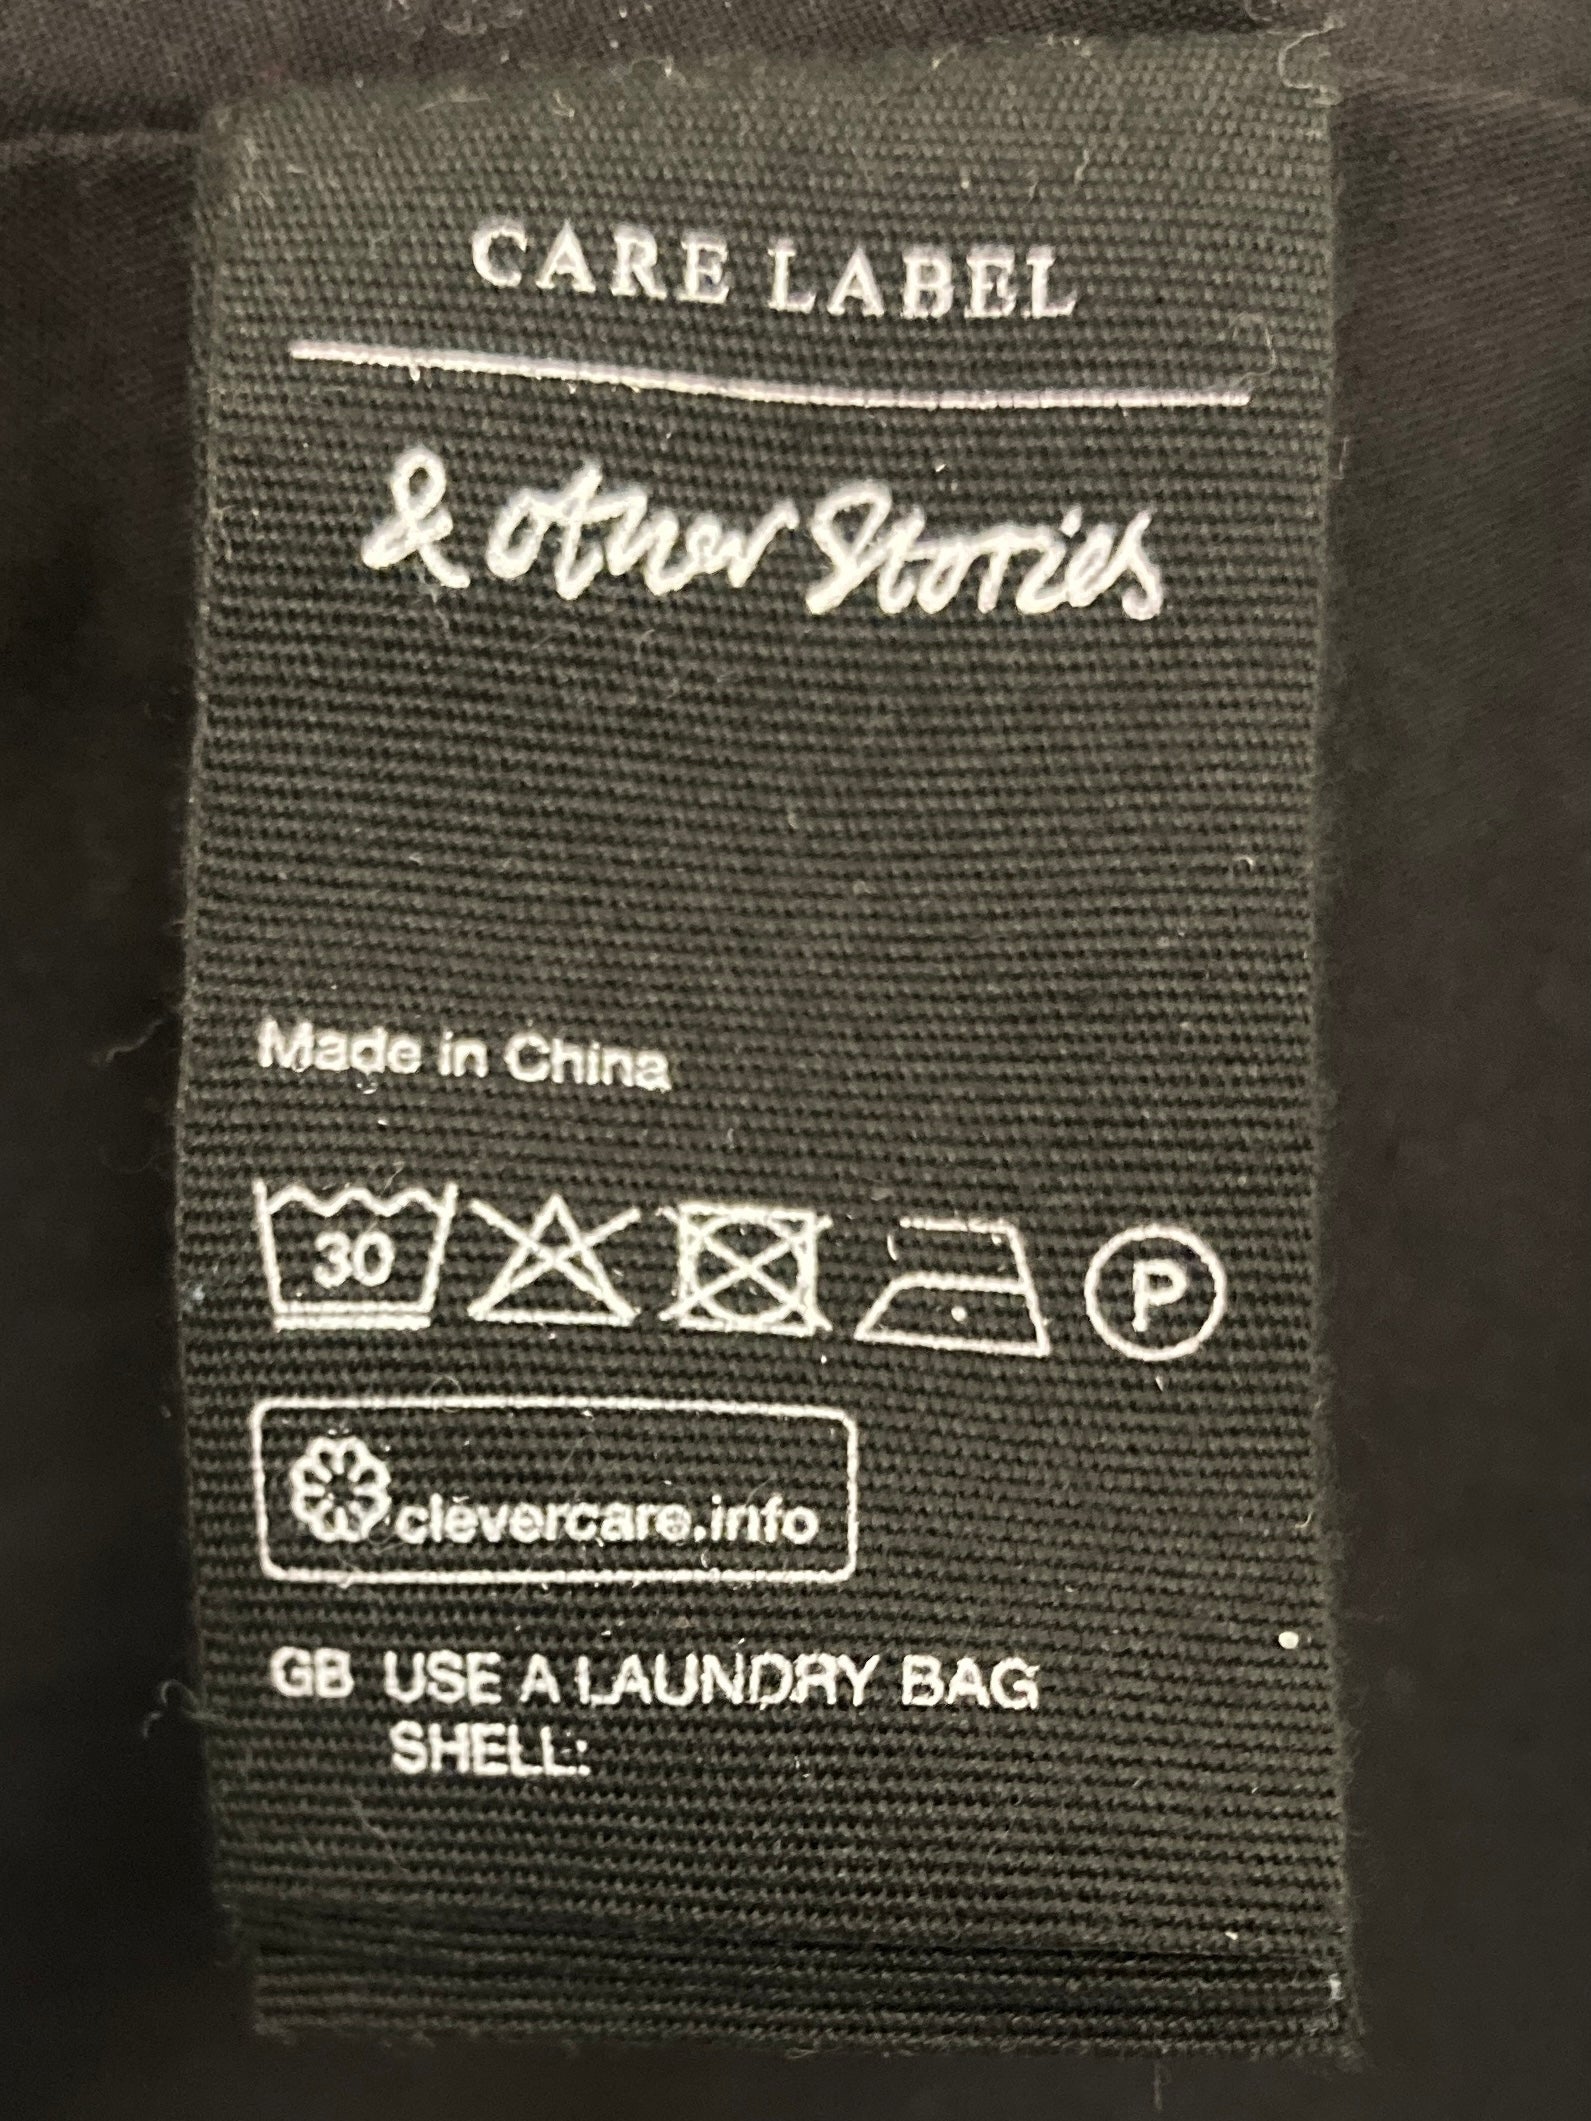 CARE LABEL
& other Stories
Made in China
30
P
clevercare.info
GB USE A LAUNDRY BAG
SHELL: